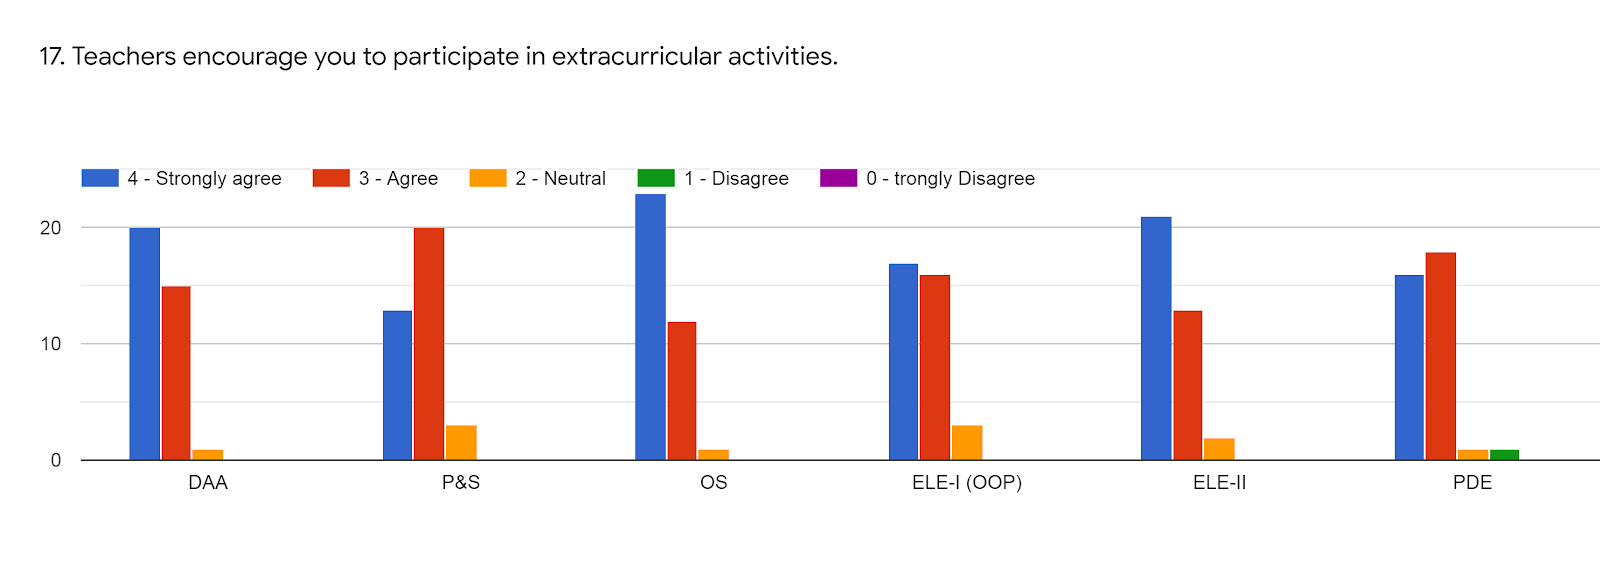 17. Teachers encourage you to participate in extracurricular activities.
4 - Strongly agree 3 - Agree 2 - Neutral 1 - Disagree 0 - trongly Disagree
20
10
0
DAA P&S OS ELE-I (OOP) ELE-II PDE